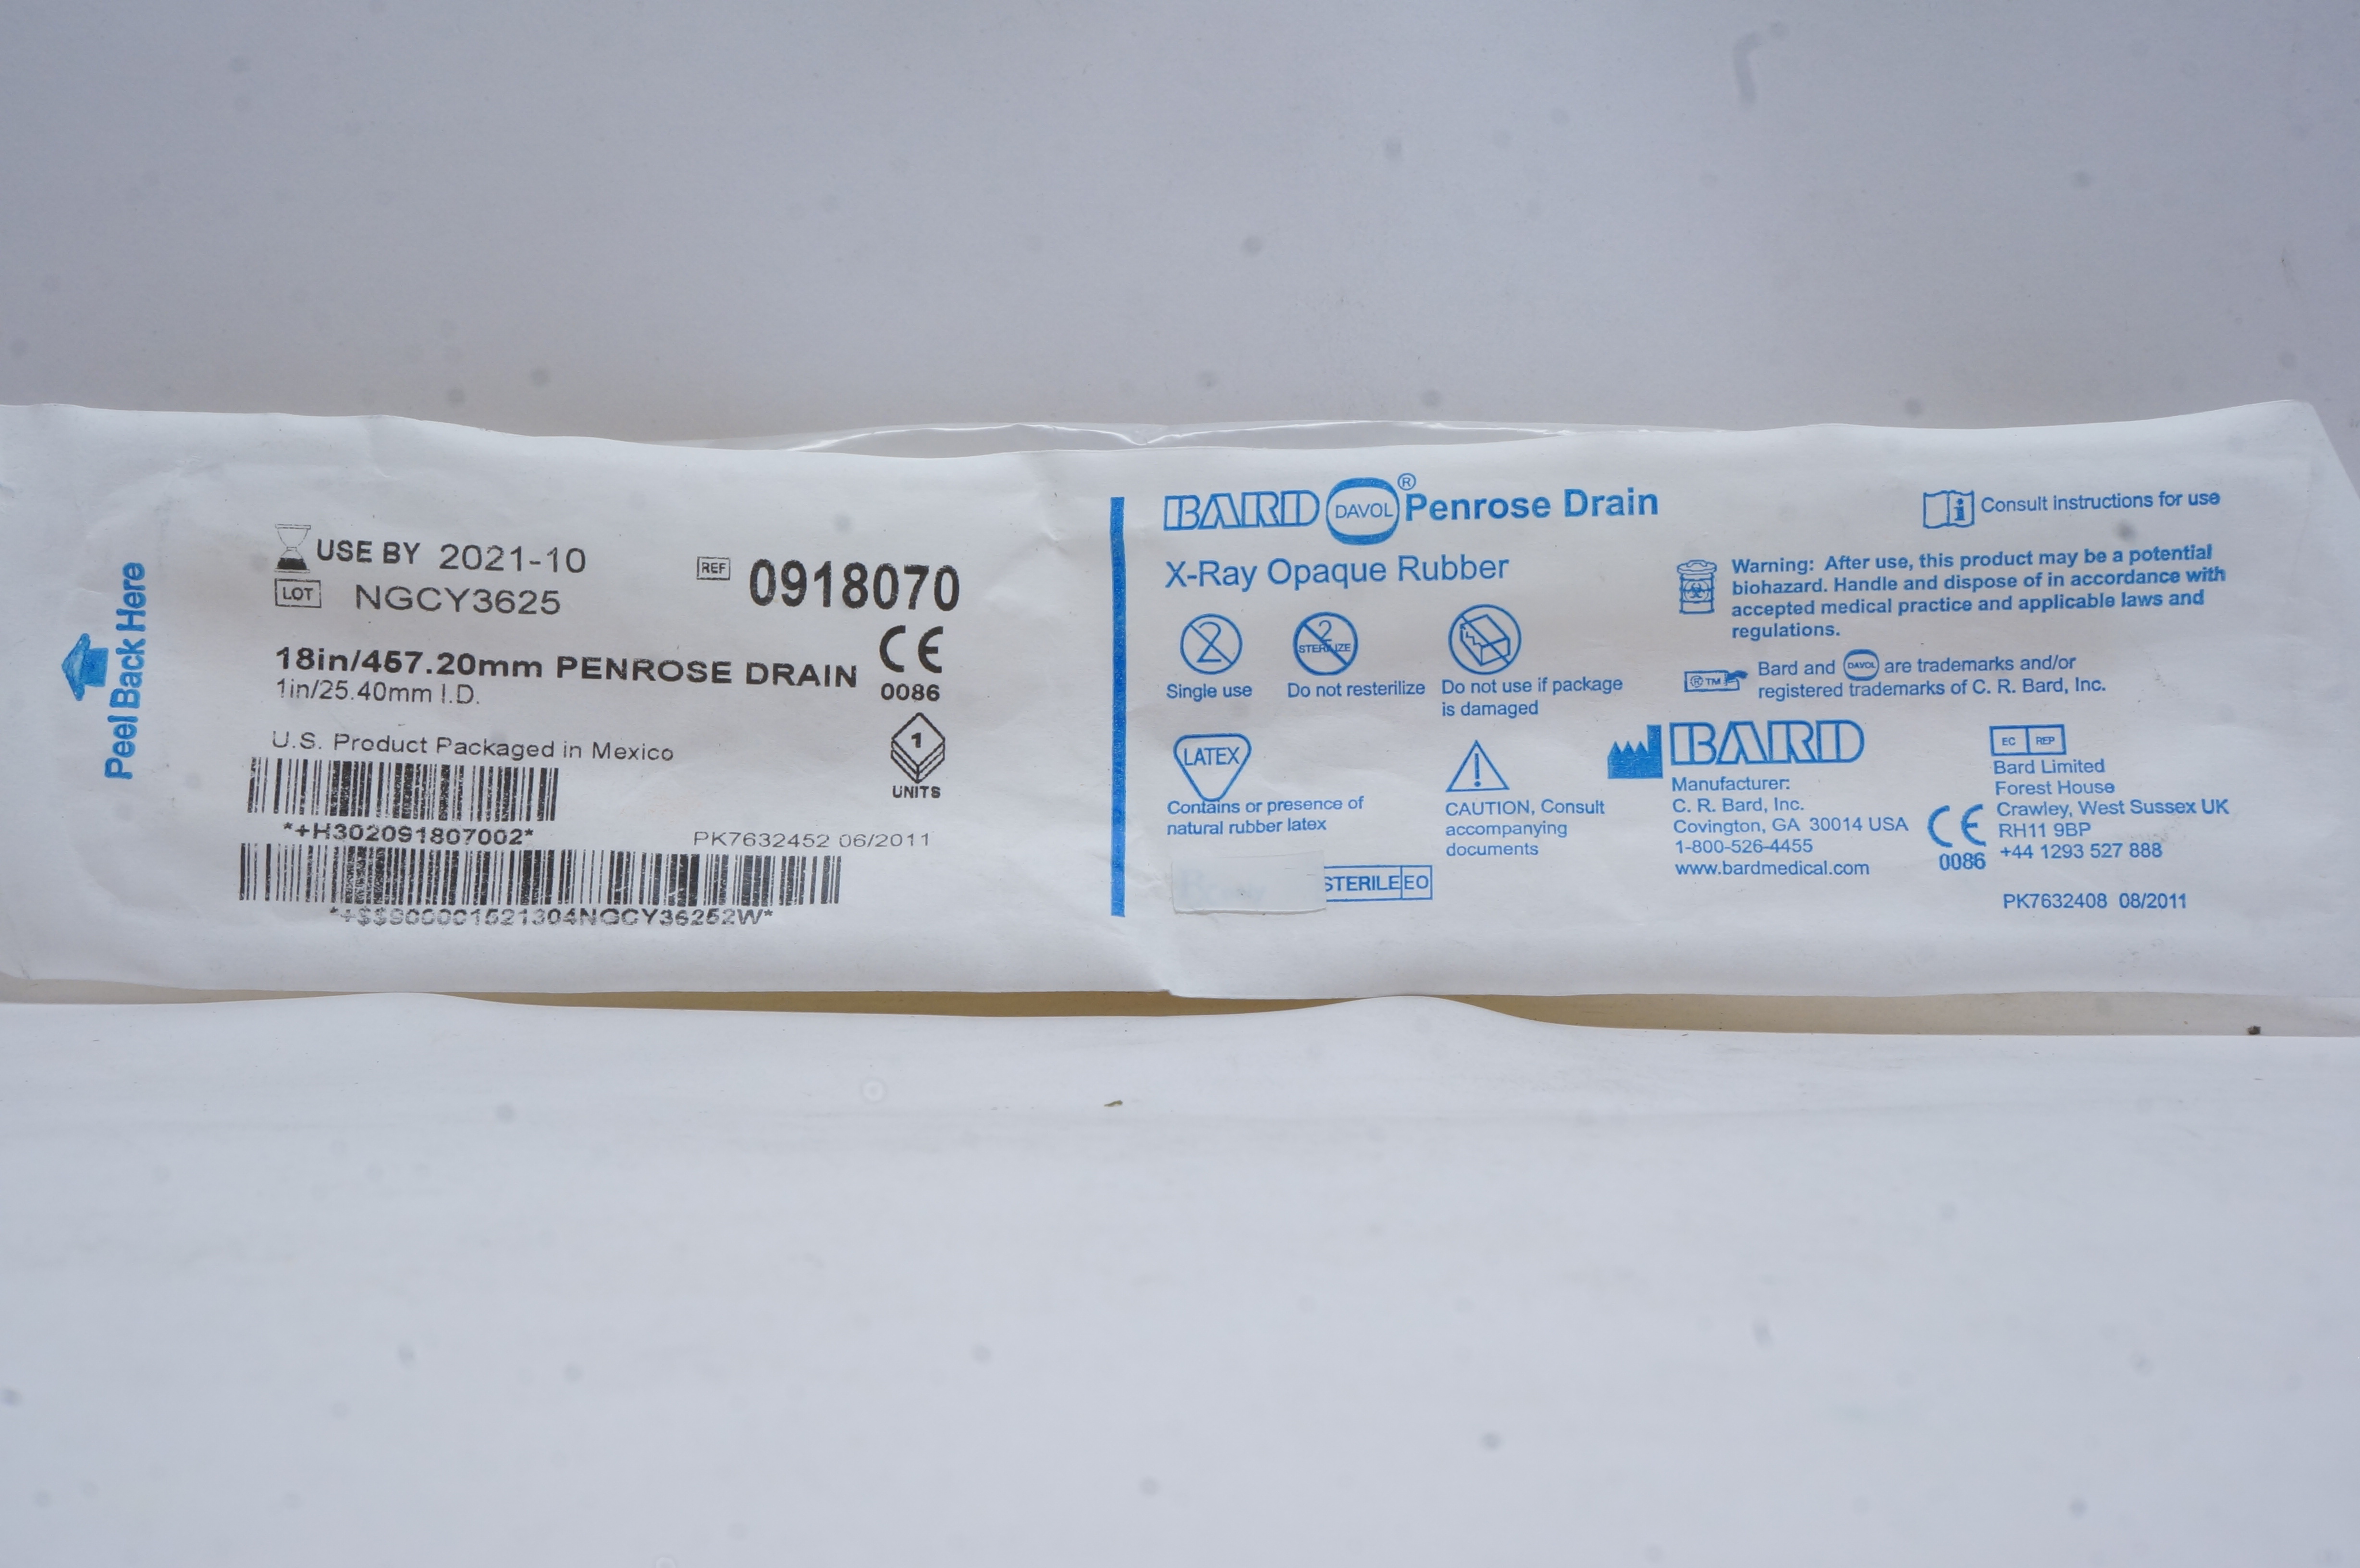 Peel Back Here
USE BY 2021-10
LOT NGCY3625
REF 0918070
18in/457.20mm PENROSE DRAIN
1in/25.40mm I.D.
CE
0086
U.S. Product Packaged in Mexico
1
UNITS
*+H302091807002*
PK7632452 06/2011
BARD DAVOL® Penrose Drain
X-Ray Opaque Rubber
2
Single use
2
STERILIZE
Do not resterilize
Do not use if package
is damaged
LATEX
Contains or presence of
natural rubber latex
!
CAUTION, Consult
accompanying
documents
STERILE EO
i Consult instructions for use
Warning: After use, this product may be a potential
biohazard. Handle and dispose of in accordance with
accepted medical practice and applicable laws and
regulations.
® TM
Bard and DAVOL are trademarks and/or
registered trademarks of C. R. Bard, Inc.
BARD
Manufacturer:
C. R. Bard, Inc.
Covington, GA 30014 USA
1-800-526-4455
www.bardmedical.com
CE
0086
EC REP
Bard Limited
Forest House
Crawley, West Sussex UK
RH11 9BP
+44 1293 527 888
PK7632408 08/2011